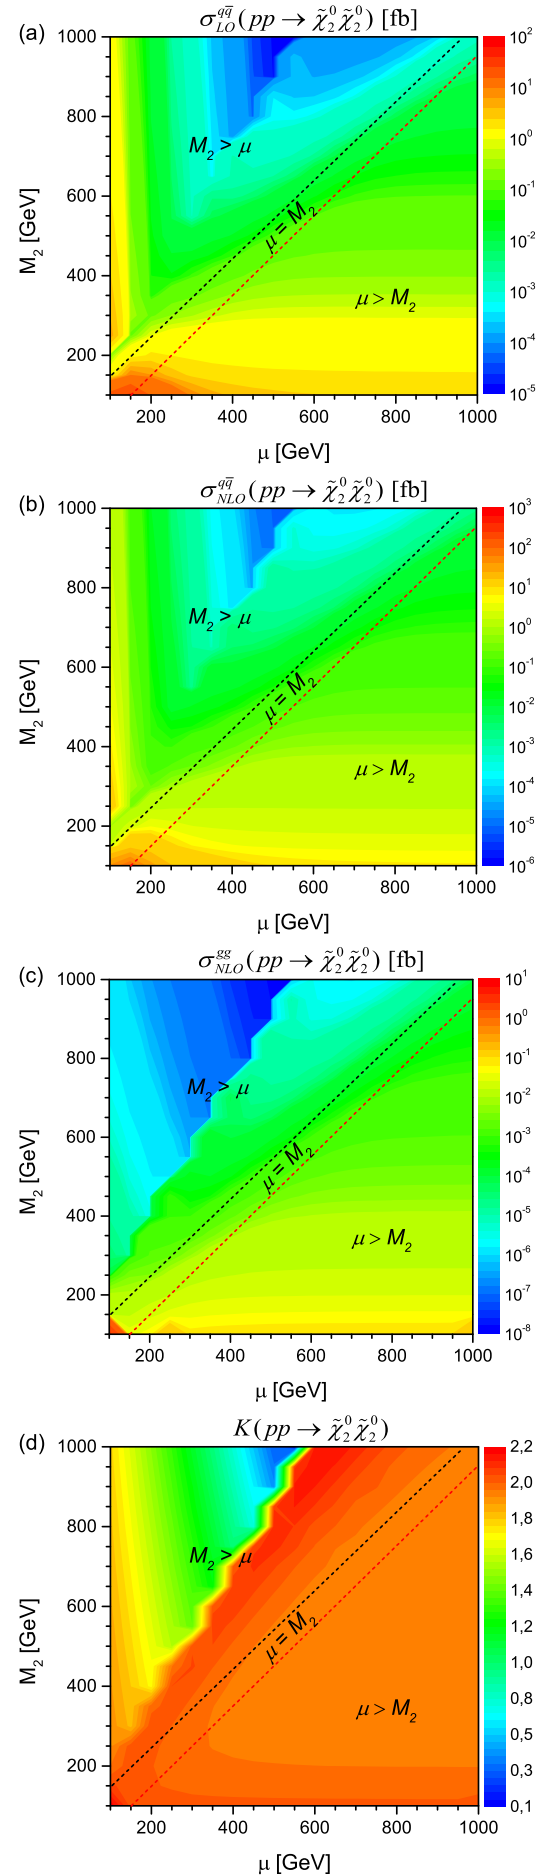 (a) σ_{LO}^{qq̄}(pp → χ̃₂⁰χ̃₂⁰) [fb]
1000
800
600
400
200
M₂ [GeV]
M₂ > μ
μ = M₂
μ > M₂
200 400 600 800 1000
μ [GeV]
10²
10¹
10⁰
10⁻¹
10⁻²
10⁻³
10⁻⁴
10⁻⁵
(b) σ_{NLO}^{qq̄}(pp → χ̃₂⁰χ̃₂⁰) [fb]
1000
800
600
400
200
M₂ [GeV]
M₂ > μ
μ = M₂
μ > M₂
200 400 600 800 1000
μ [GeV]
10³
10²
10¹
10⁰
10⁻¹
10⁻²
10⁻³
10⁻⁴
10⁻⁵
10⁻⁶
(c) σ_{NLO}^{gg}(pp → χ̃₂⁰χ̃₂⁰) [fb]
1000
800
600
400
200
M₂ [GeV]
M₂ > μ
μ = M₂
μ > M₂
200 400 600 800 1000
μ [GeV]
10¹
10⁰
10⁻¹
10⁻²
10⁻³
10⁻⁴
10⁻⁵
10⁻⁶
10⁻⁷
10⁻⁸
(d) K(pp → χ̃₂⁰χ̃₂⁰)
1000
800
600
400
200
M₂ [GeV]
M₂ > μ
μ = M₂
μ > M₂
200 400 600 800 1000
μ [GeV]
2,2
1,8
1,6
1,4
1,2
1,0
0,8
0,5
0,3
0,1